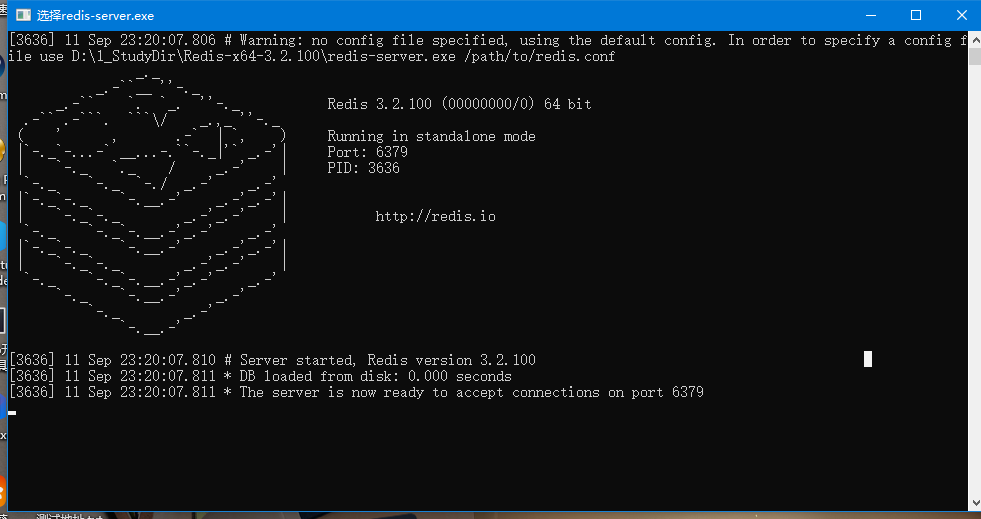 选择redis-server.exe
[3636] 11 Sep 23:20:07.806 # Warning: no config file specified, using the default config. In order to specify a config f
ile use D:\1_StudyDir\Redis-x64-3.2.100\redis-server.exe /path/to/redis.conf
Redis 3.2.100 (00000000/0) 64 bit
Running in standalone mode
Port: 6379
PID: 3636
http://redis.io
[3636] 11 Sep 23:20:07.810 # Server started, Redis version 3.2.100
[3636] 11 Sep 23:20:07.811 * DB loaded from disk: 0.000 seconds
[3636] 11 Sep 23:20:07.811 * The server is now ready to accept connections on port 6379